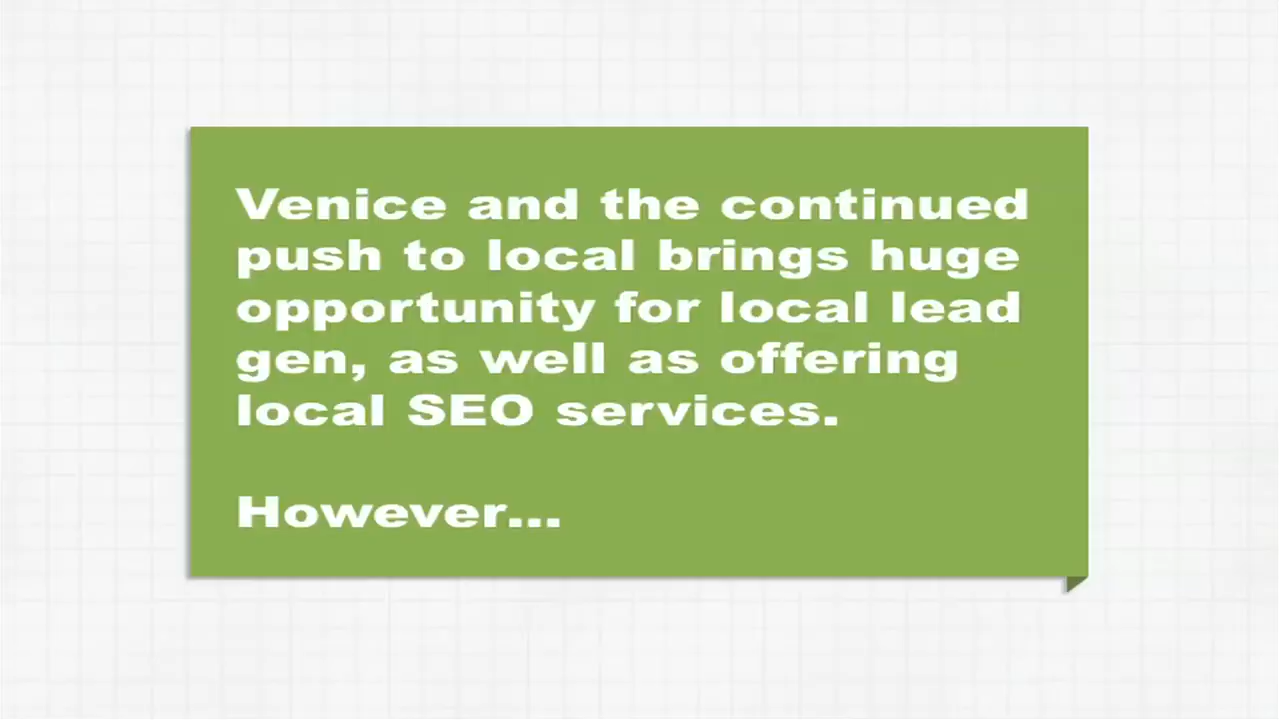 Venice and the continued
push to local brings huge
opportunity for local lead
gen, as well as offering
local SEO services.
However...